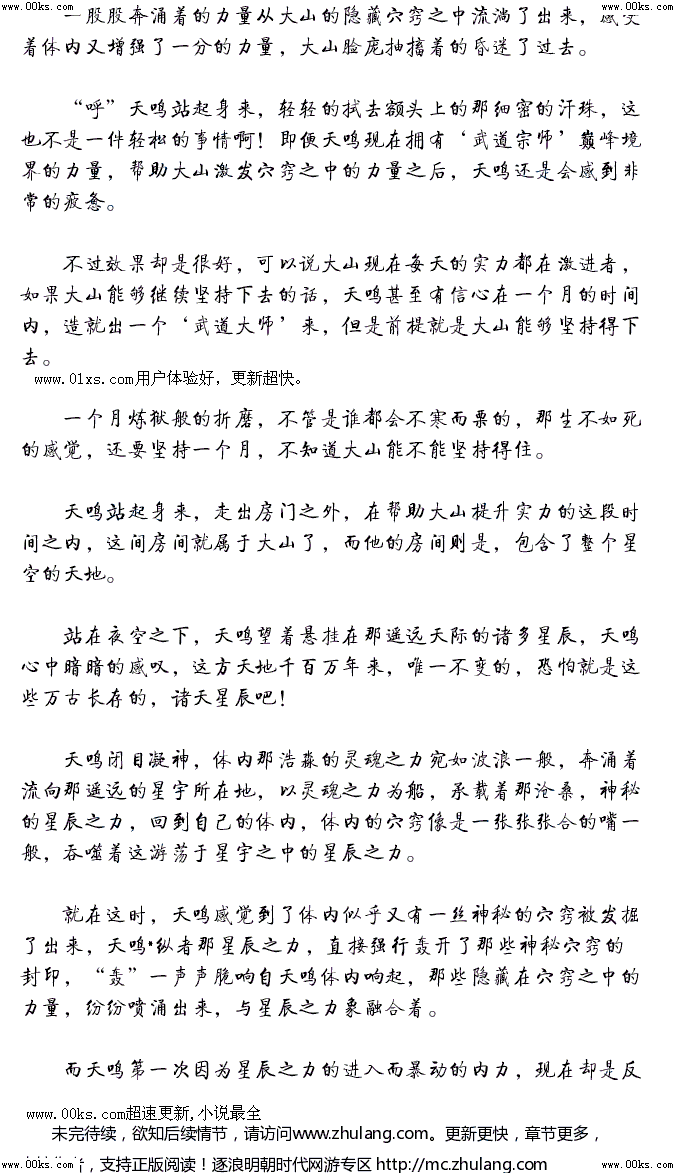 www.00ks.com www.00ks.com
一股股奔涌着的力量从大山的隐藏穴窍之中流淌了出来，感受
着体内又增强了一分的力量，大山脸庞抽搐着的昏迷了过去。
“呼”天鸣站起身来，轻轻的拭去额头上的那细密的汗珠，这
也不是一件轻松的事情啊！即便天鸣现在拥有‘武道宗师’巅峰境
界的力量，帮助大山激发穴窍之中的力量之后，天鸣还是会感到非
常的疲惫。
不过效果却是很好，可以说大山现在每天的实力都在激进者，
如果大山能够继续坚持下去的话，天鸣甚至有信心在一个月的时间
内，造就出一个‘武道大师’来，但是前提就是大山能够坚持得下
去。
www.01xs.com用户体验好，更新超快。
一个月炼狱般的折磨，不管是谁都会不寒而栗的，那生不如死
的感觉，还要坚持一个月，不知道大山能不能坚持得住。
天鸣站起身来，走出房门之外，在帮助大山提升实力的这段时
间之内，这间房间就属于大山了，而他的房间则是，包含了整个星
空的天地。
站在夜空之下，天鸣望着悬挂在那遥远天际的诸多星辰，天鸣
心中暗暗的感叹，这方天地千百万年来，唯一不变的，恐怕就是这
些万古长存的，诸天星辰吧！
天鸣闭目凝神，体内那浩淼的灵魂之力宛如波浪一般，奔涌着
流向那遥远的星宇所在地，以灵魂之力为船，承载着那沧桑，神秘
的星辰之力，回到自己的体内，体内的穴窍像是一张张张合的嘴一
般，吞噬着这游荡于星宇之中的星辰之力。
就在这时，天鸣感觉到了体内似乎又有一丝神秘的穴窍被发掘
了出来，天鸣·纵者那星辰之力，直接强行轰开了那些神秘穴窍的
封印，“轰”一声声脆响自天鸣体内响起，那些隐藏在穴窍之中的
力量，纷纷喷涌出来，与星辰之力象融合着。
而天鸣第一次因为星辰之力的进入而暴动的内力，现在却是反
www.00ks.com超速更新,小说最全
未完待续，欲知后续情节，请访问www.zhulang.com。更新更快，章节更多，
，支持正版阅读！逐浪明朝时代网游专区 http://mc.zhulang.com
www.00ks.com www.00ks.com